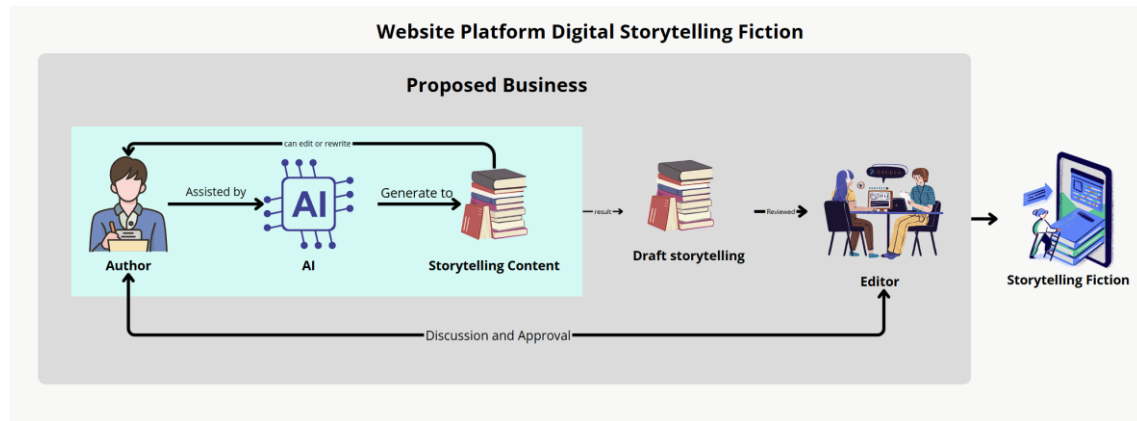 Website Platform Digital Storytelling Fiction
Proposed Business
can edit or rewrite
Assisted by
AI
Generate to
result
Reviewed
Author
AI
Storytelling Content
Draft storytelling
Editor
Storytelling Fiction
Discussion and Approval